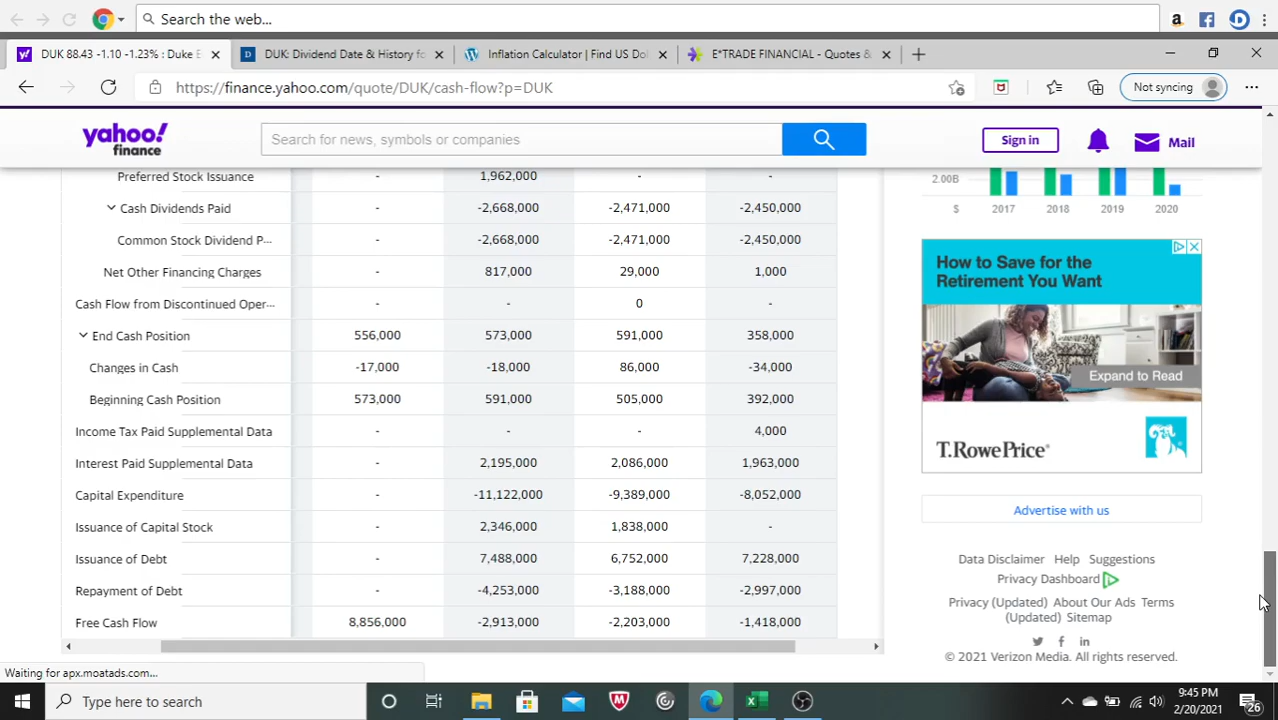 Search the web...
DUK 88.43 -1.10 -1.23% : Duke E
DUK: Dividend Date & History fo
Inflation Calculator | Find US Do
E*TRADE FINANCIAL - Quotes &
https://finance.yahoo.com/quote/DUK/cash-flow?p=DUK
Not syncing
yahoo!
finance
Search for news, symbols or companies
Sign in
Mail
Preferred Stock Issuance - 1,962,000 - -
Cash Dividends Paid - -2,668,000 -2,471,000 -2,450,000
Common Stock Dividend P... - -2,668,000 -2,471,000 -2,450,000
Net Other Financing Charges - 817,000 29,000 1,000
Cash Flow from Discontinued Oper... - - 0 -
End Cash Position 556,000 573,000 591,000 358,000
Changes in Cash -17,000 -18,000 86,000 -34,000
Beginning Cash Position 573,000 591,000 505,000 392,000
Income Tax Paid Supplemental Data - - - 4,000
Interest Paid Supplemental Data - 2,195,000 2,086,000 1,963,000
Capital Expenditure - -11,122,000 -9,389,000 -8,052,000
Issuance of Capital Stock - 2,346,000 1,838,000 -
Issuance of Debt - 7,488,000 6,752,000 7,228,000
Repayment of Debt - -4,253,000 -3,188,000 -2,997,000
Free Cash Flow 8,856,000 -2,913,000 -2,203,000 -1,418,000
2.00B
$ 2017 2018 2019 2020
How to Save for the
Retirement You Want
Expand to Read
T.RowePrice®
Advertise with us
Data Disclaimer Help Suggestions
Privacy Dashboard
Privacy (Updated) About Our Ads Terms
(Updated) Sitemap
© 2021 Verizon Media. All rights reserved.
Waiting for apx.moatads.com...
Type here to search
9:45 PM
2/20/2021
26